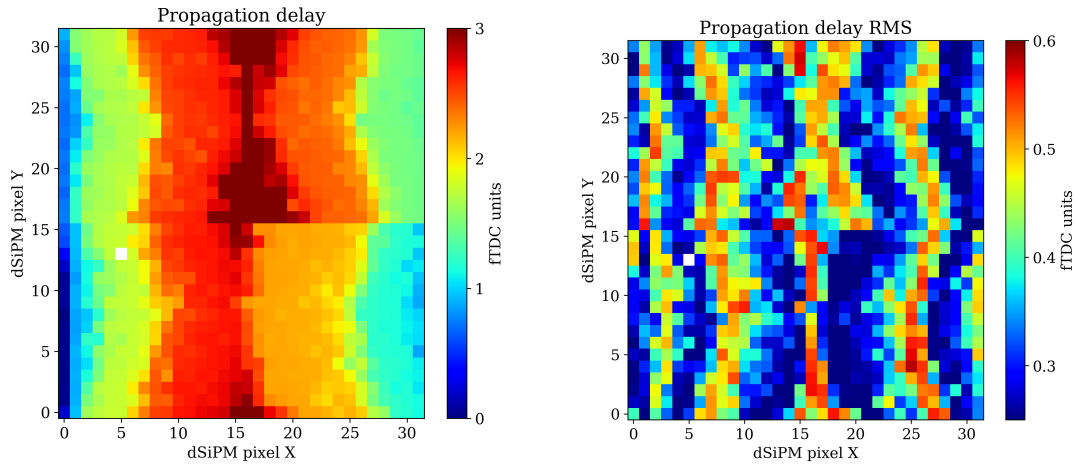 Propagation delay
30
25
20
15
10
5
0
dSiPM pixel Y
0 5 10 15 20 25 30
dSiPM pixel X
3
2
1
0
fTDC units
Propagation delay RMS
30
25
20
15
10
5
0
dSiPM pixel Y
0 5 10 15 20 25 30
dSiPM pixel X
0.6
0.5
0.4
0.3
fTDC units